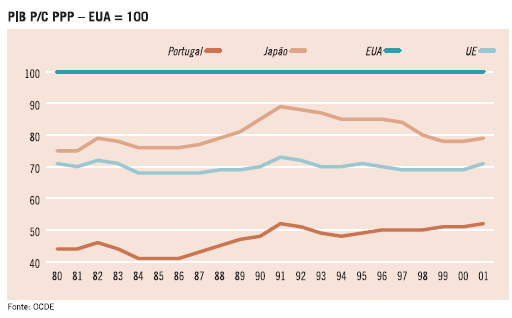 PIB P/C PPP – EUA = 100
Portugal Japão EUA UE
100
90
80
70
60
50
40
80 81 82 83 84 85 86 87 88 89 90 91 92 93 94 95 96 97 98 99 00 01
Fonte: OCDE